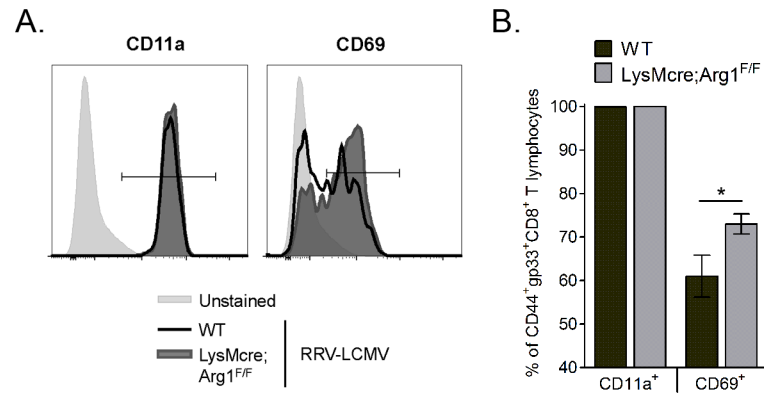 A.
CD11a
CD69
Unstained
WT
LysMcre;
Arg1F/F
RRV-LCMV
B.
WT
LysMcre;Arg1F/F
% of CD44+gp33+CD8+ T lymphocytes
100
90
80
70
60
50
40
*
CD11a+
CD69+